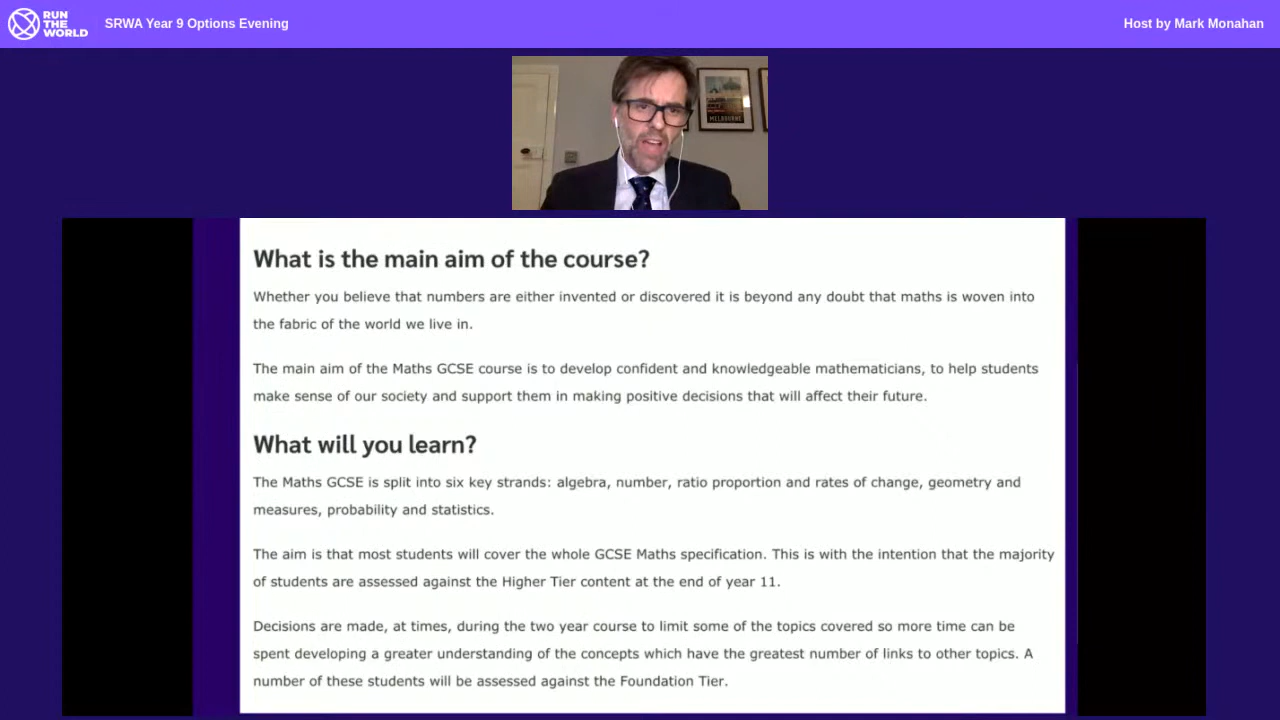 RUN
THE
WORLD
SRWA Year 9 Options Evening
Host by Mark Monahan
MELBOURNE
What is the main aim of the course?
Whether you believe that numbers are either invented or discovered it is beyond any doubt that maths is woven into
the fabric of the world we live in.
The main aim of the Maths GCSE course is to develop confident and knowledgeable mathematicians, to help students
make sense of our society and support them in making positive decisions that will affect their future.
What will you learn?
The Maths GCSE is split into six key strands: algebra, number, ratio proportion and rates of change, geometry and
measures, probability and statistics.
The aim is that most students will cover the whole GCSE Maths specification. This is with the intention that the majority
of students are assessed against the Higher Tier content at the end of year 11.
Decisions are made, at times, during the two year course to limit some of the topics covered so more time can be
spent developing a greater understanding of the concepts which have the greatest number of links to other topics. A
number of these students will be assessed against the Foundation Tier.